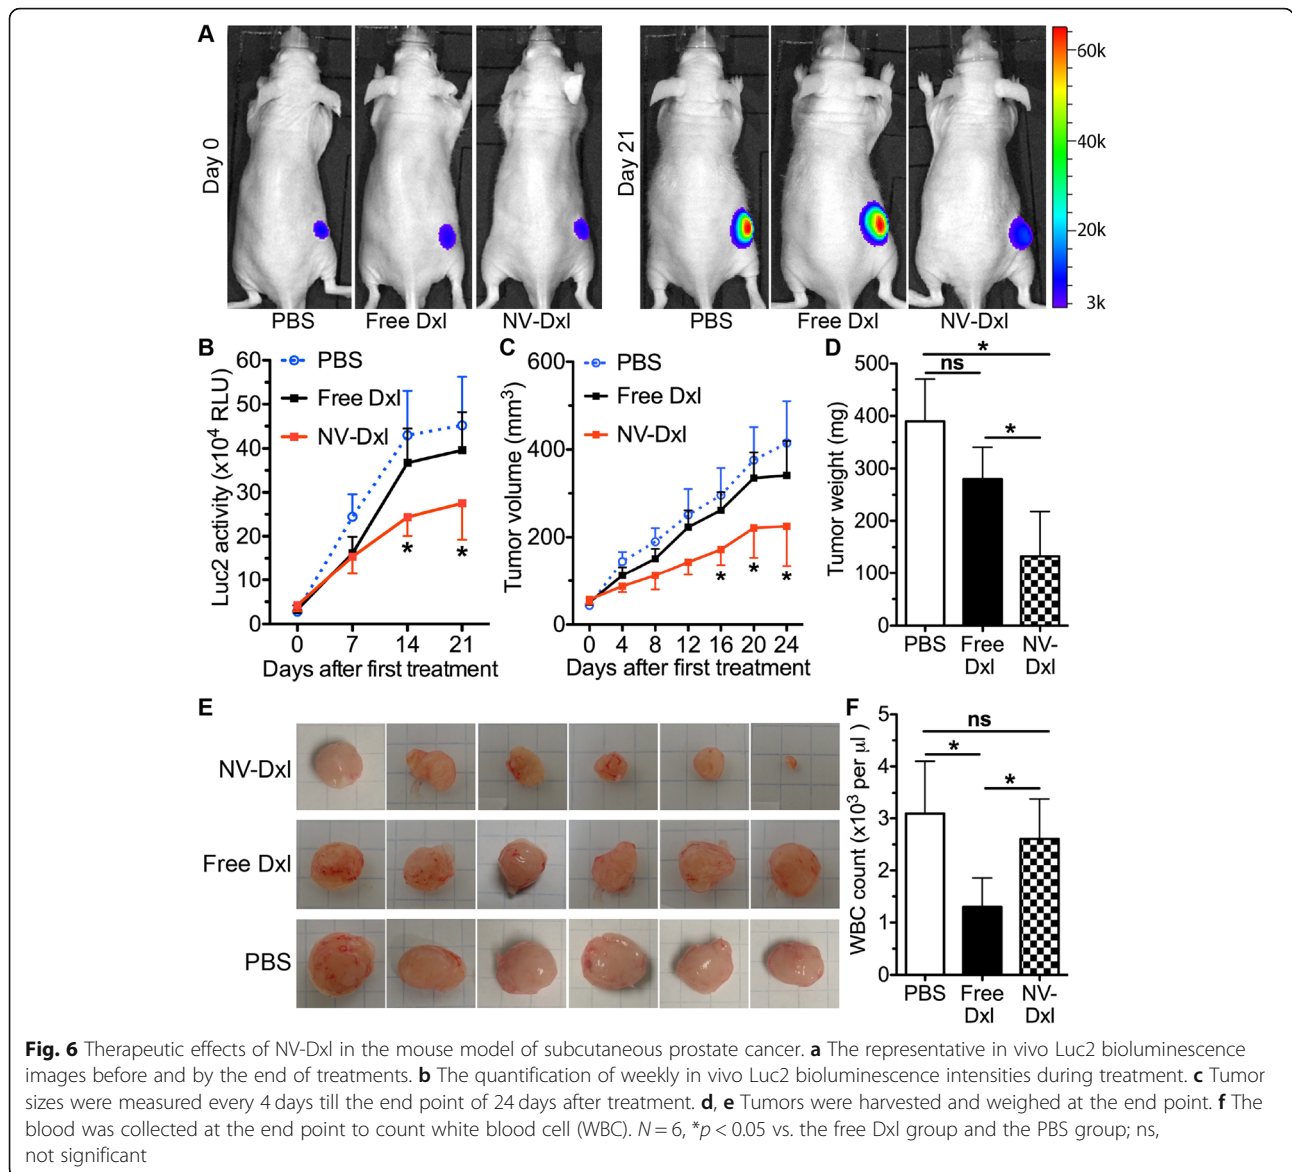 A
Day 0
PBS
Free Dxl
NV-Dxl
Day 21
PBS
Free Dxl
NV-Dxl
60k
40k
20k
3k
B
PBS
Free Dxl
NV-Dxl
Luc2 activity (x10⁴ RLU)
60
50
40
30
20
10
0
*
*
0 7 14 21
Days after first treatment
C
PBS
Free Dxl
NV-Dxl
Tumor volume (mm³)
600
400
200
0
* * *
0 4 8 12 16 20 24
Days after first treatment
D
*
ns
*
Tumor weight (mg)
500
400
300
200
100
0
PBS
Free Dxl
NV-Dxl
E
NV-Dxl
Free Dxl
PBS
F
ns
*
*
WBC count (x10³ per µl)
5
4
3
2
1
0
PBS
Free Dxl
NV-Dxl
Fig. 6 Therapeutic effects of NV-Dxl in the mouse model of subcutaneous prostate cancer. a The representative in vivo Luc2 bioluminescence
images before and by the end of treatments. b The quantification of weekly in vivo Luc2 bioluminescence intensities during treatment. c Tumor
sizes were measured every 4 days till the end point of 24 days after treatment. d, e Tumors were harvested and weighed at the end point. f The
blood was collected at the end point to count white blood cell (WBC). N = 6, *p < 0.05 vs. the free Dxl group and the PBS group; ns,
not significant